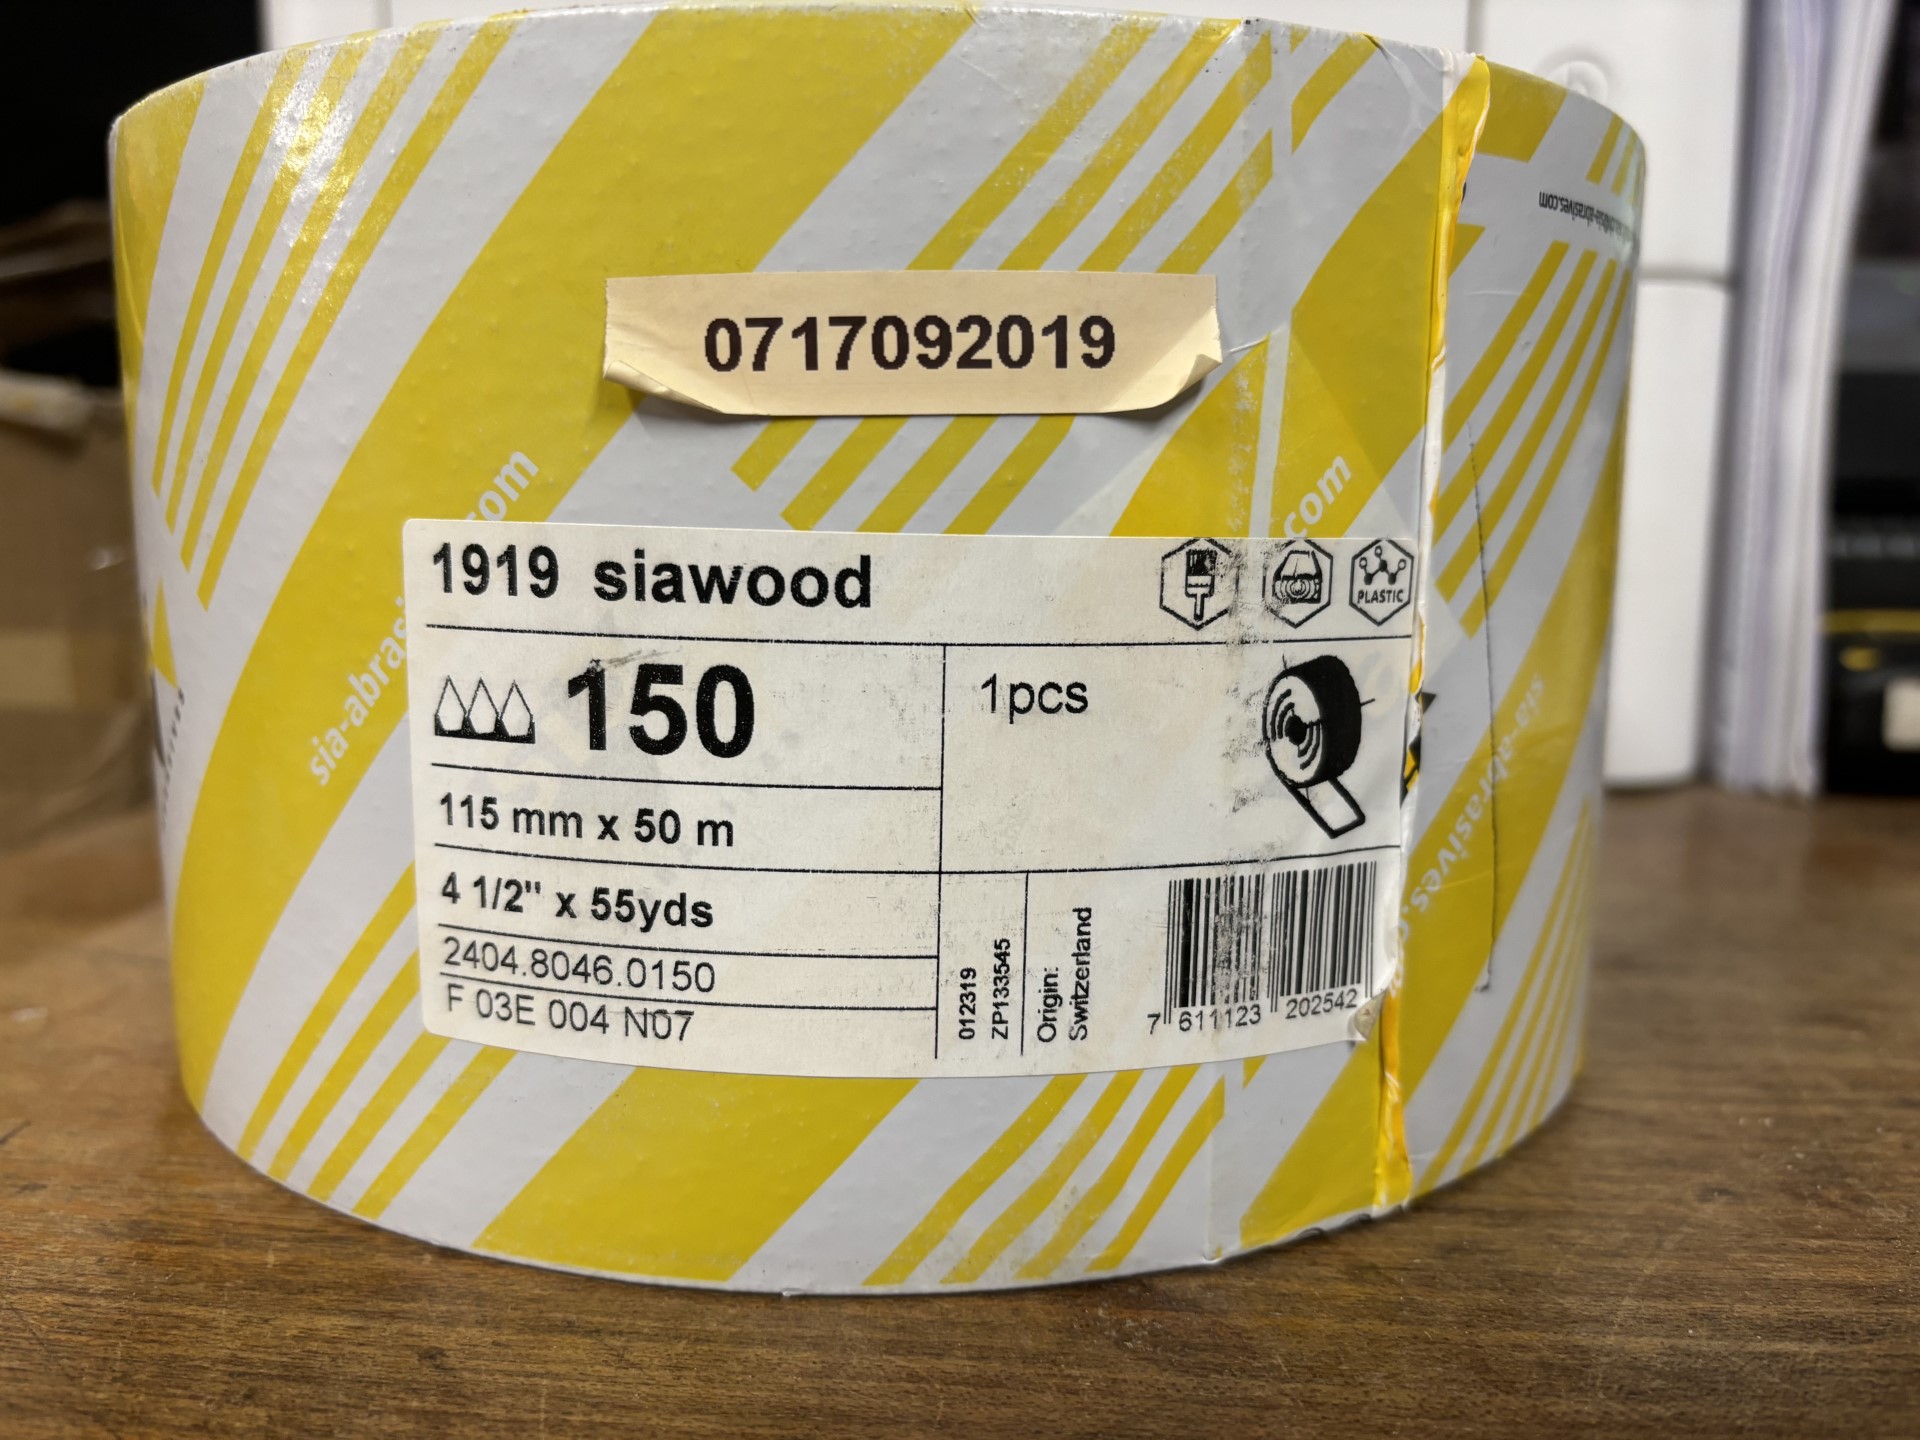 0717092019
sia-abrasives.com
1919 siawood
PLASTIC
150
1pcs
115 mm x 50 m
4 1/2" x 55yds
2404.8046.0150
F 03E 004 N07
012319
ZP133545
Origin:
Switzerland
7 611123 202542
sia-abrasives.com